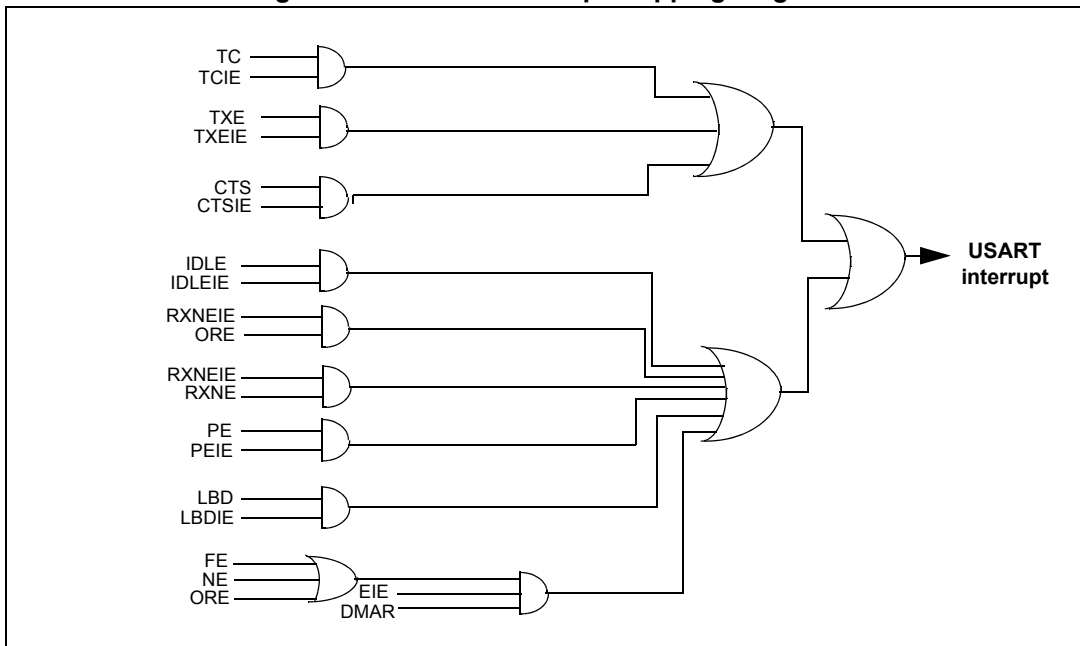 TC
TCIE
TXE
TXEIE
CTS
CTSIE
IDLE
IDLEIE
RXNEIE
ORE
RXNEIE
RXNE
PE
PEIE
LBD
LBDIE
FE
NE
ORE
EIE
DMAR
USART
interrupt